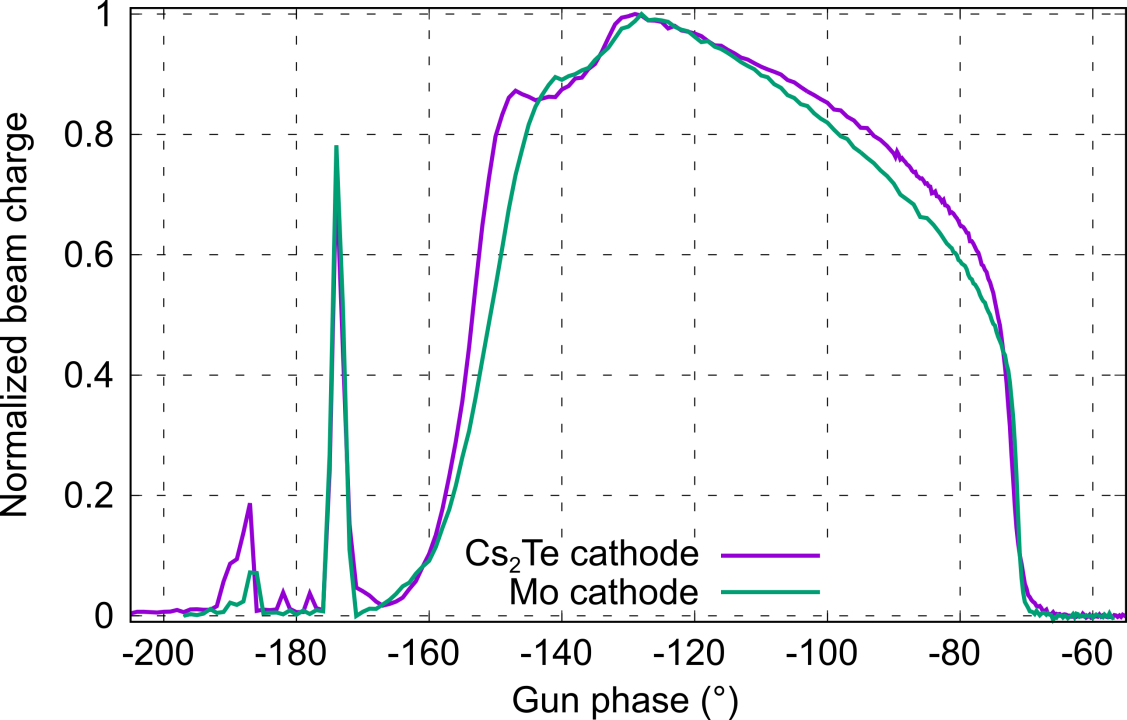 1
0.8
0.6
0.4
0.2
0
Normalized beam charge
Cs₂Te cathode
Mo cathode
-200 -180 -160 -140 -120 -100 -80 -60
Gun phase (°)